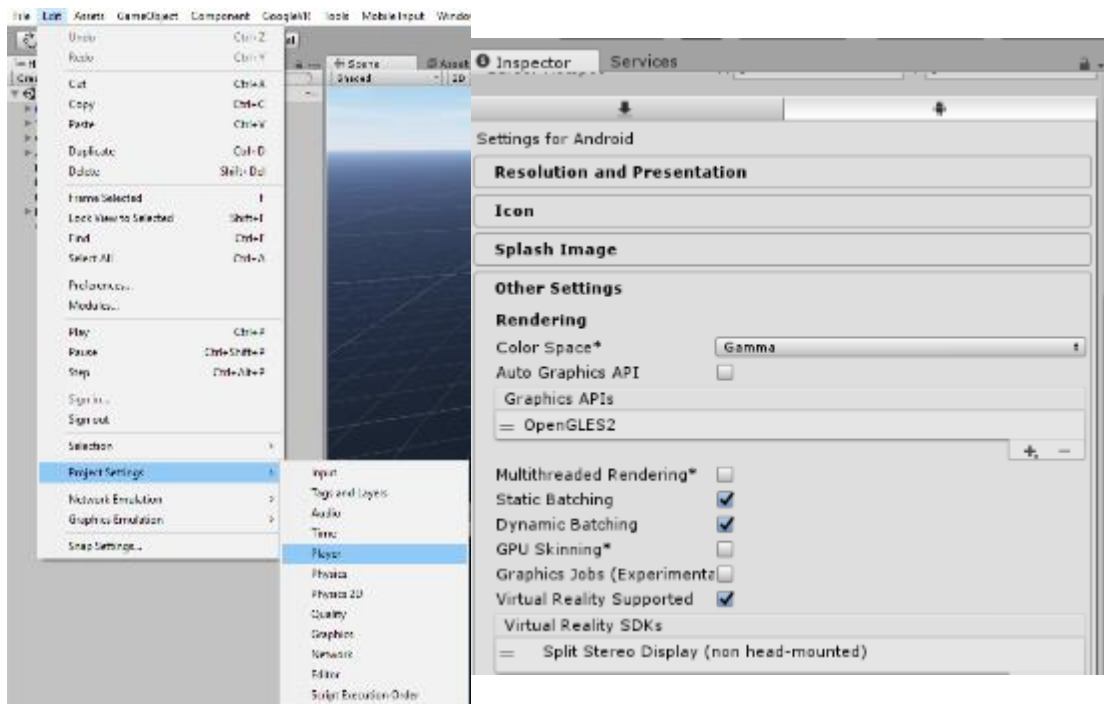 File Edit Assets GameObject Component GoogleVR Tools Mobile Input Window
Undo Ctrl+Z
Redo Ctrl+Y
Cut Ctrl+X
Copy Ctrl+C
Paste Ctrl+V
Duplicate Ctrl+D
Delete Shift+Del
Frame Selected F
Lock View to Selected Shift+F
Find Ctrl+F
Select All Ctrl+A
Preferences...
Modules...
Play Ctrl+P
Pause Ctrl+Shift+P
Step Ctrl+Alt+P
Sign in...
Sign out
Selection
Project Settings
Network Emulation
Graphics Emulation
Snap Settings...
Input
Tags and Layers
Audio
Time
Player
Physics
Physics 2D
Quality
Graphics
Network
Editor
Script Execution Order
Scene Asset
Shaded 2D
Inspector Services
Settings for Android
Resolution and Presentation
Icon
Splash Image
Other Settings
Rendering
Color Space* Gamma
Auto Graphics API
Graphics APIs
= OpenGLES2
+ −
Multithreaded Rendering*
Static Batching
Dynamic Batching
GPU Skinning*
Graphics Jobs (Experimenta
Virtual Reality Supported
Virtual Reality SDKs
= Split Stereo Display (non head-mounted)